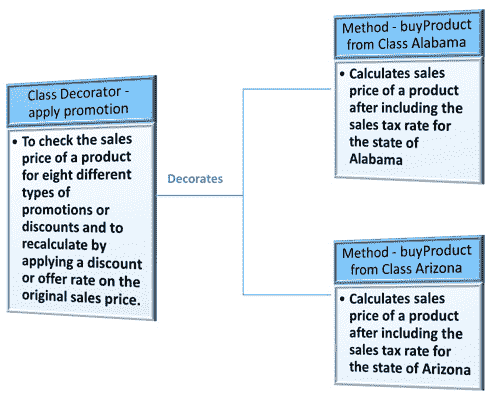 Class Decorator -
apply promotion
• To check the sales
price of a product
for eight different
types of
promotions or
discounts and to
recalculate by
applying a discount
or offer rate on the
original sales price.
Decorates
Method - buyProduct
from Class Alabama
• Calculates sales
price of a product
after including the
sales tax rate for
the state of
Alabama
Method - buyProduct
from Class Arizona
• Calculates sales
price of a product
after including the
sales tax rate for
the state of Arizona